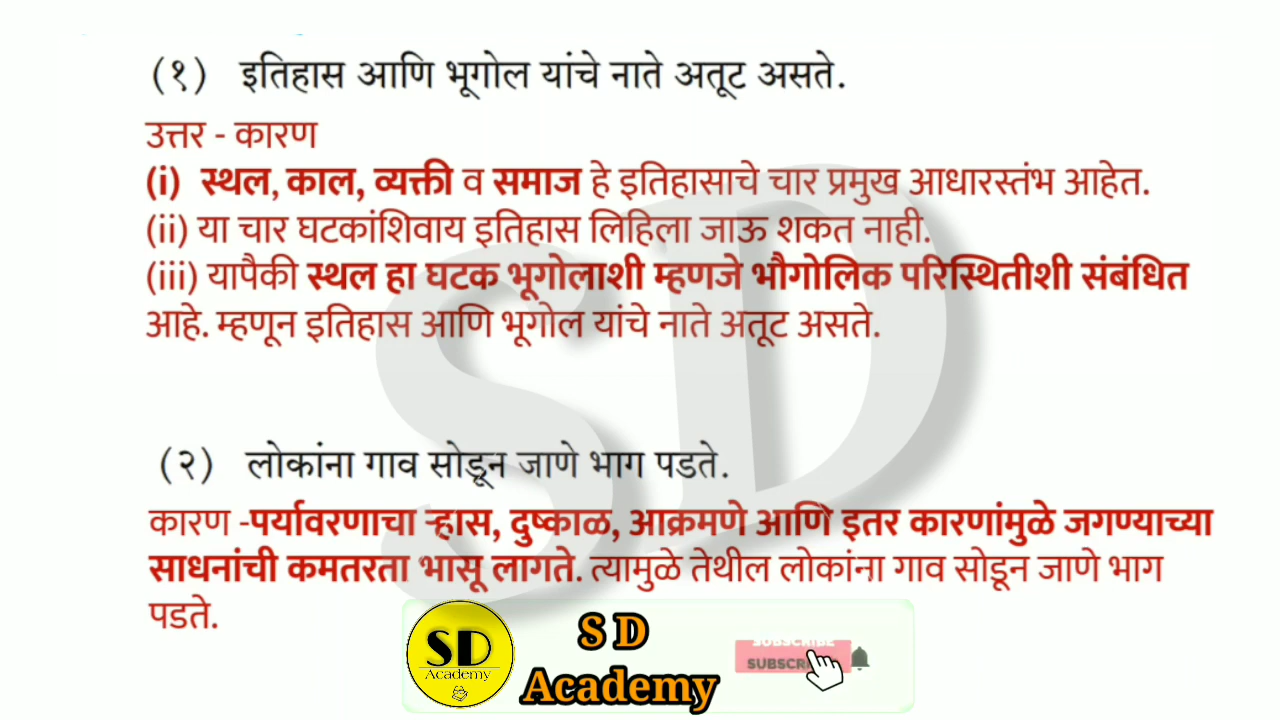 (१) इतिहास आणि भूगोल यांचे नाते अतूट असते.
उत्तर - कारण
(i) स्थल, काल, व्यक्ती व समाज हे इतिहासाचे चार प्रमुख आधारस्तंभ आहेत.
(ii) या चार घटकांशिवाय इतिहास लिहिला जाऊ शकत नाही.
(iii) यापैकी स्थल हा घटक भूगोलाशी म्हणजे भौगोलिक परिस्थितीशी संबंधित
आहे. म्हणून इतिहास आणि भूगोल यांचे नाते अतूट असते.
SD
(२) लोकांना गाव सोडून जाणे भाग पडते.
कारण -पर्यावरणाचा ऱ्हास, दुष्काळ, आक्रमणे आणि इतर कारणांमुळे जगण्याच्या
साधनांची कमतरता भासू लागते. त्यामुळे तेथील लोकांना गाव सोडून जाणे भाग
पडते.
SD
Academy
S D
Academy
SUBSCRIBE
SUBSCRI